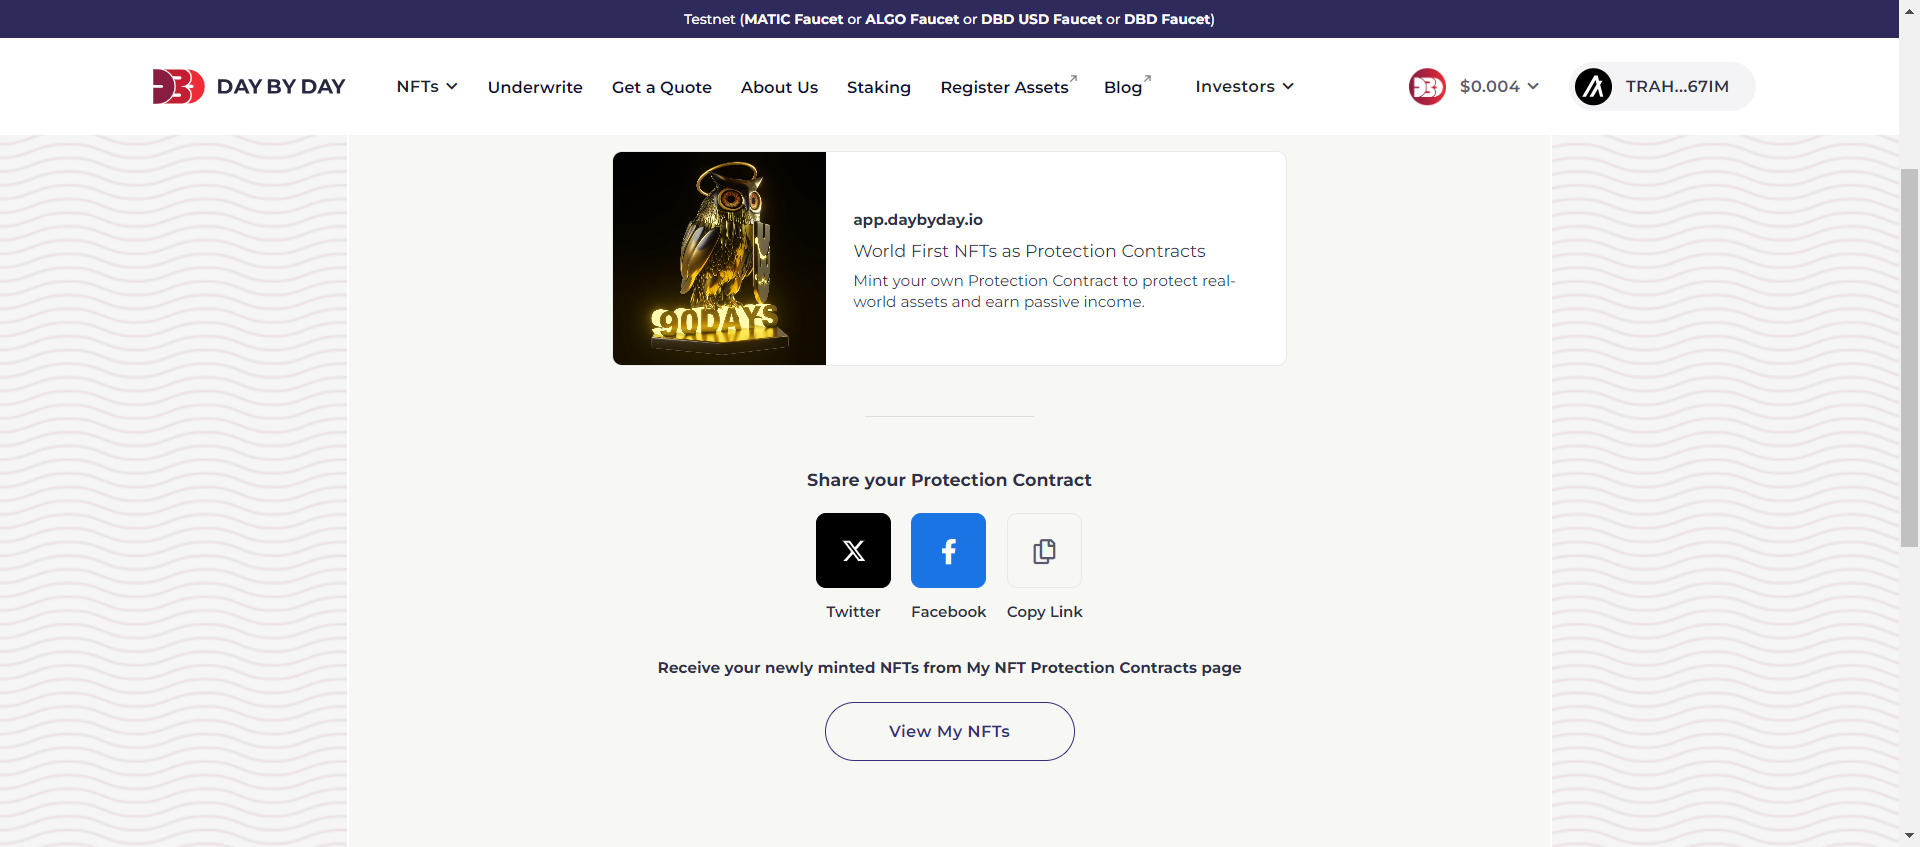 Testnet (MATIC Faucet or ALGO Faucet or DBD USD Faucet or DBD Faucet)
DBD DAY BY DAY NFTs Underwrite Get a Quote About Us Staking Register Assets Blog Investors $0.004 TRAH...67IM
90DAYS
app.daybyday.io
World First NFTs as Protection Contracts
Mint your own Protection Contract to protect real-
world assets and earn passive income.
Share your Protection Contract
Twitter Facebook Copy Link
Receive your newly minted NFTs from My NFT Protection Contracts page
View My NFTs